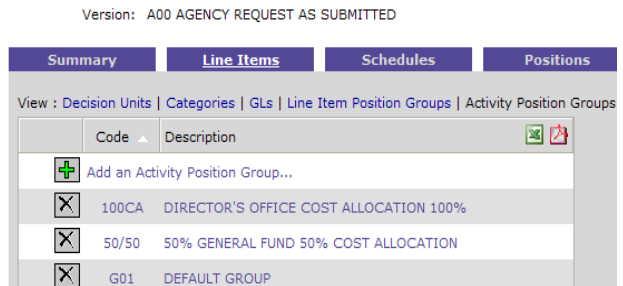 Version: A00 AGENCY REQUEST AS SUBMITTED
Summary Line Items Schedules Positions
View : Decision Units | Categories | GLs | Line Item Position Groups | Activity Position Groups
Code Description
Add an Activity Position Group...
100CA DIRECTOR'S OFFICE COST ALLOCATION 100%
50/50 50% GENERAL FUND 50% COST ALLOCATION
G01 DEFAULT GROUP